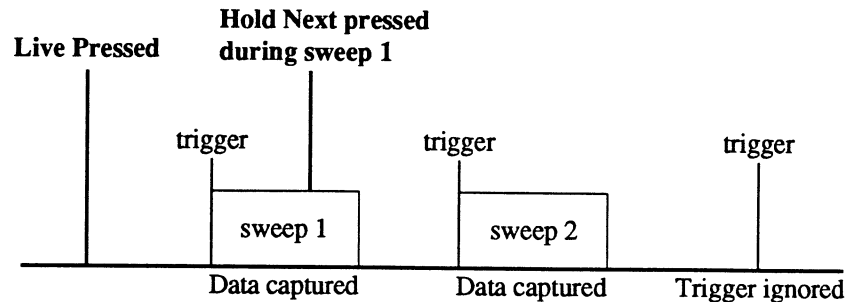 Hold Next pressed
during sweep 1
Live Pressed
trigger
trigger
trigger
sweep 1
sweep 2
Data captured
Data captured
Trigger ignored